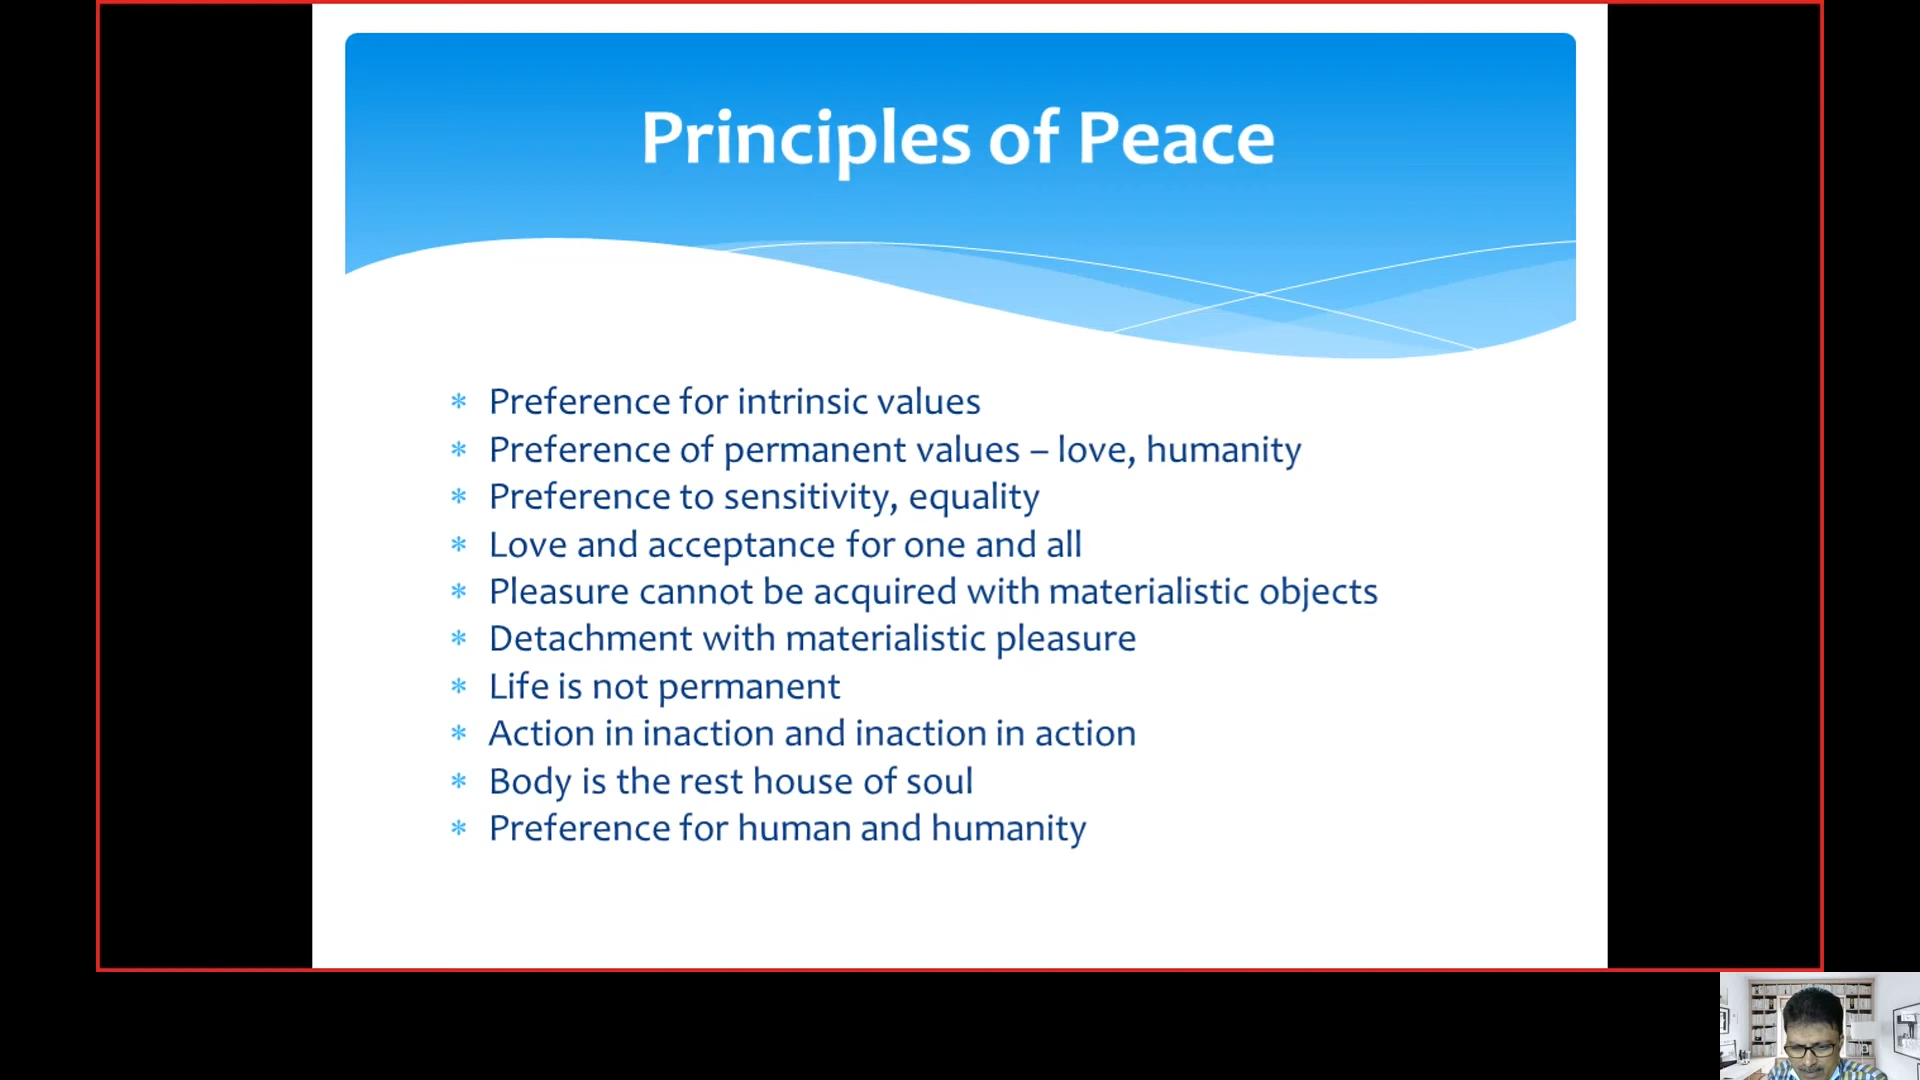 Principles of Peace
* Preference for intrinsic values
* Preference of permanent values – love, humanity
* Preference to sensitivity, equality
* Love and acceptance for one and all
* Pleasure cannot be acquired with materialistic objects
* Detachment with materialistic pleasure
* Life is not permanent
* Action in inaction and inaction in action
* Body is the rest house of soul
* Preference for human and humanity